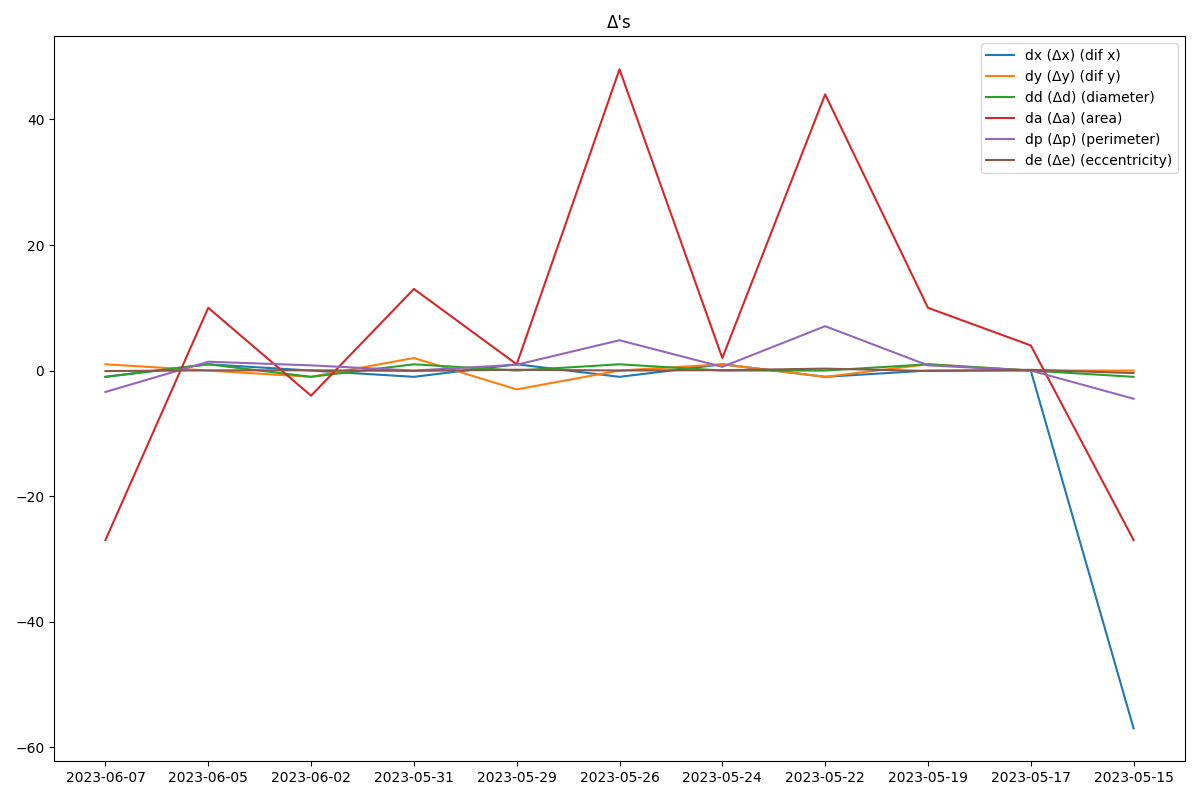 Δ's
dx (Δx) (dif x)
dy (Δy) (dif y)
dd (Δd) (diameter)
da (Δa) (area)
dp (Δp) (perimeter)
de (Δe) (eccentricity)
40
20
0
−20
−40
−60
2023-06-07 2023-06-05 2023-06-02 2023-05-31 2023-05-29 2023-05-26 2023-05-24 2023-05-22 2023-05-19 2023-05-17 2023-05-15